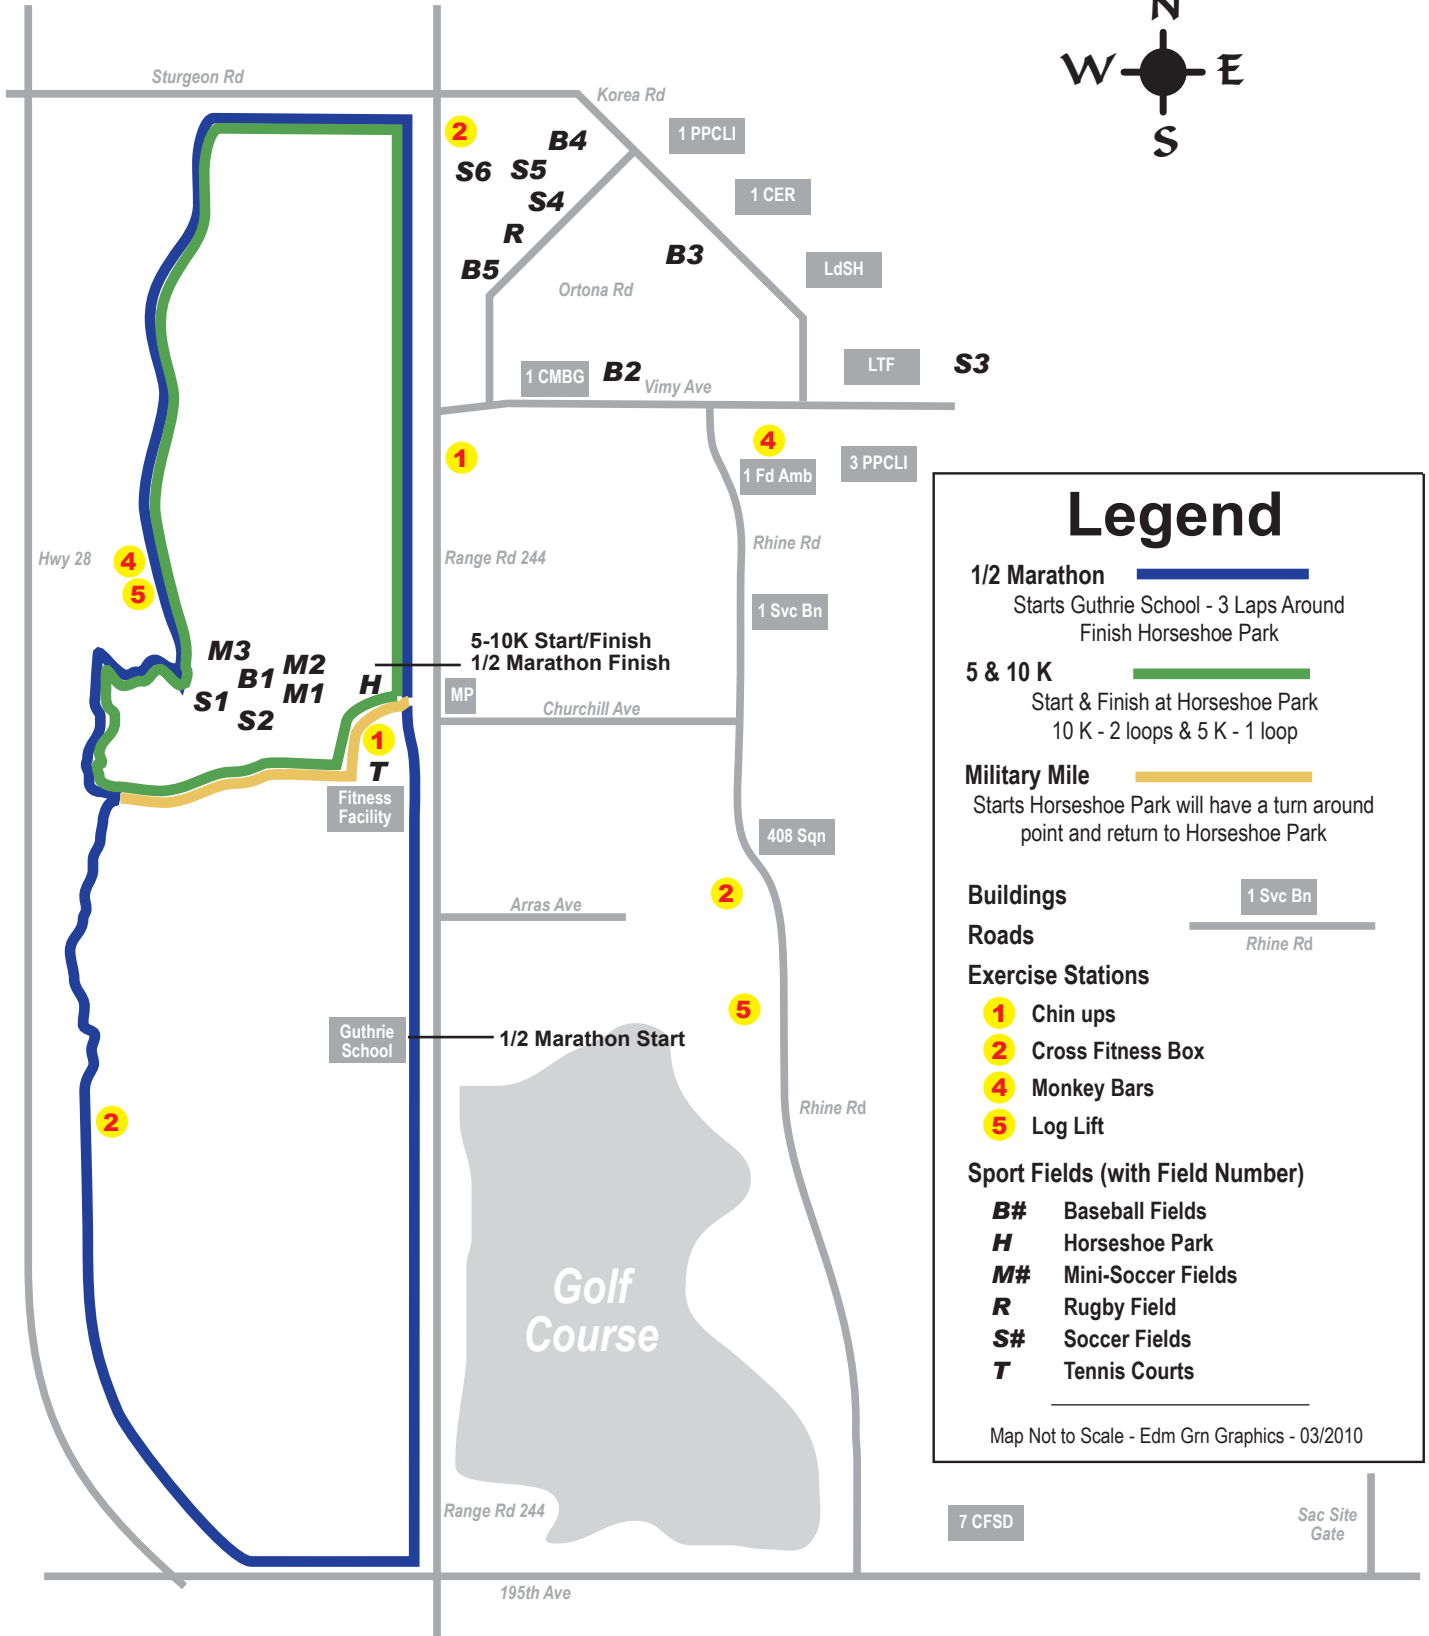 N
W E
S
Sturgeon Rd
Korea Rd
2
B4
1 PPCLI
S6 S5
S4
1 CER
R
B3
B5
LdSH
Ortona Rd
1 CMBG
B2
Vimy Ave
LTF
S3
1
4
1 Fd Amb
3 PPCLI
Hwy 28
4
5
Range Rd 244
Rhine Rd
1 Svc Bn
M3
M2
B1
M1
S1
S2
H
5-10K Start/Finish
1/2 Marathon Finish
MP
Churchill Ave
1
T
Fitness
Facility
408 Sqn
2
Arras Ave
5
Guthrie
School
1/2 Marathon Start
2
Rhine Rd
Golf
Course
Range Rd 244
7 CFSD
Sac Site
Gate
195th Ave
Legend
1/2 Marathon
Starts Guthrie School - 3 Laps Around
Finish Horseshoe Park
5 & 10 K
Start & Finish at Horseshoe Park
10 K - 2 loops & 5 K - 1 loop
Military Mile
Starts Horseshoe Park will have a turn around
point and return to Horseshoe Park
Buildings
1 Svc Bn
Roads
Rhine Rd
Exercise Stations
1 Chin ups
2 Cross Fitness Box
4 Monkey Bars
5 Log Lift
Sport Fields (with Field Number)
B# Baseball Fields
H Horseshoe Park
M# Mini-Soccer Fields
R Rugby Field
S# Soccer Fields
T Tennis Courts
Map Not to Scale - Edm Grn Graphics - 03/2010